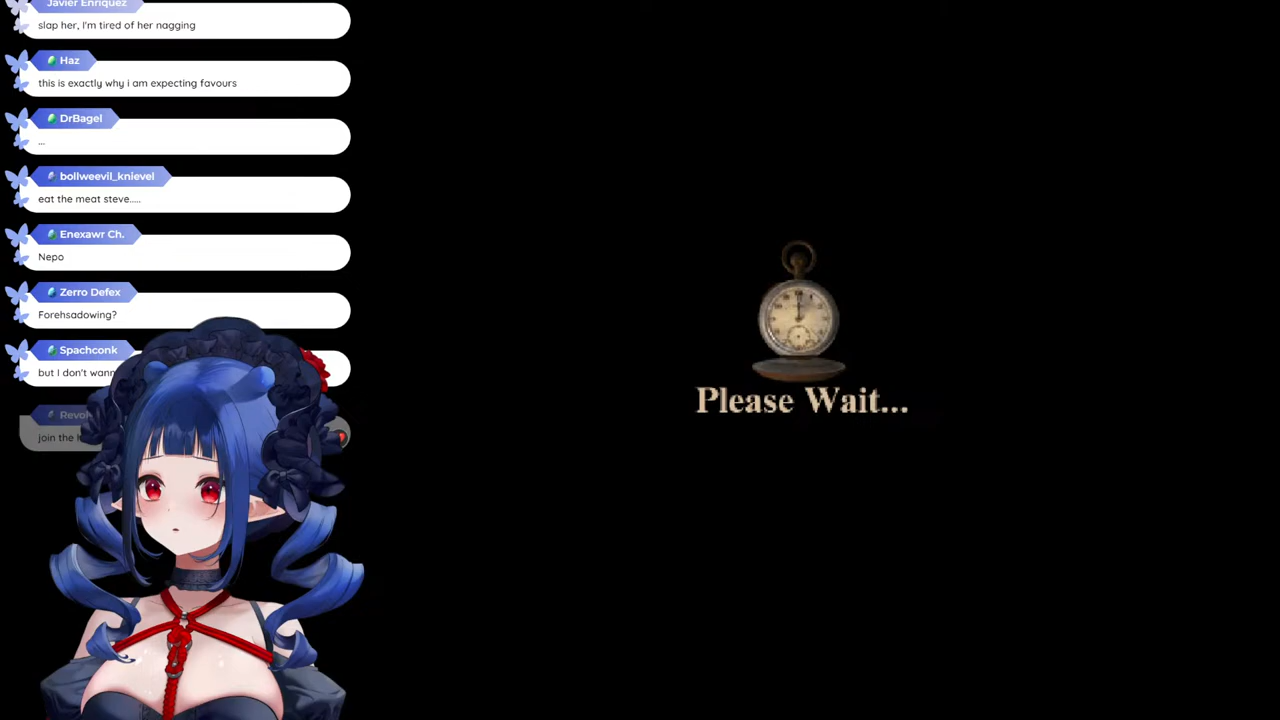 Javier Enriquez
slap her, I'm tired of her nagging
Haz
this is exactly why i am expecting favours
DrBagel
...
bollweevil_knievel
eat the meat steve.....
Enexawr Ch.
Nepo
Zerro Defex
Forehsadowing?
Spachconk
but I don't wann
Revol
join the
Please Wait...